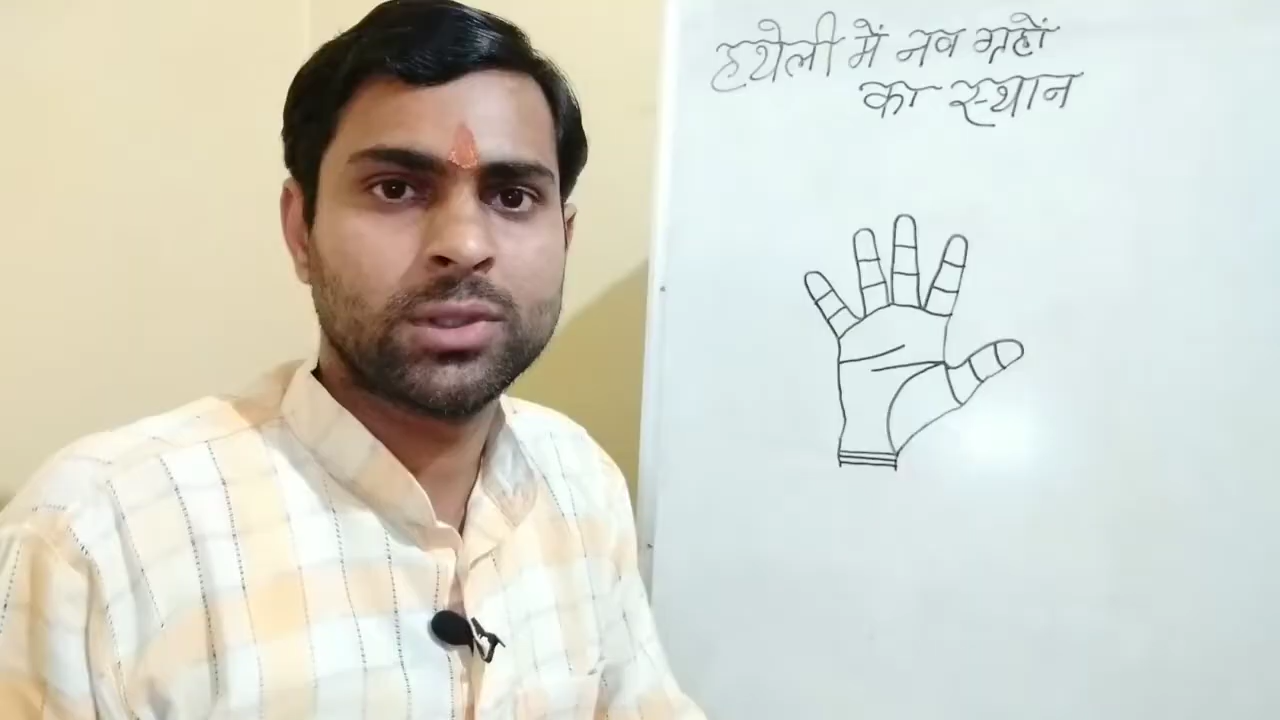 हथेली में नव ग्रहों
का स्थान